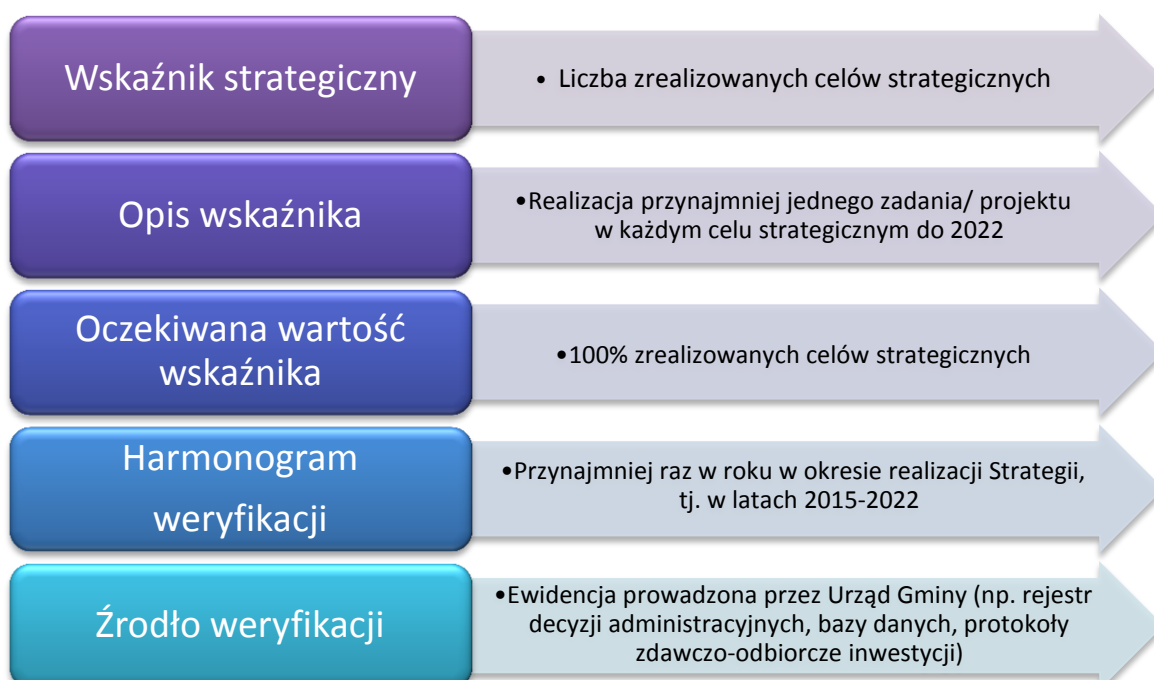 Wskaźnik strategiczny
• Liczba zrealizowanych celów strategicznych
Opis wskaźnika
•Realizacja przynajmniej jednego zadania/ projektu
w każdym celu strategicznym do 2022
Oczekiwana wartość
wskaźnika
•100% zrealizowanych celów strategicznych
Harmonogram
weryfikacji
•Przynajmniej raz w roku w okresie realizacji Strategii,
tj. w latach 2015-2022
Źrodło weryfikacji
•Ewidencja prowadzona przez Urząd Gminy (np. rejestr
decyzji administracyjnych, bazy danych, protokoły
zdawczo-odbiorcze inwestycji)